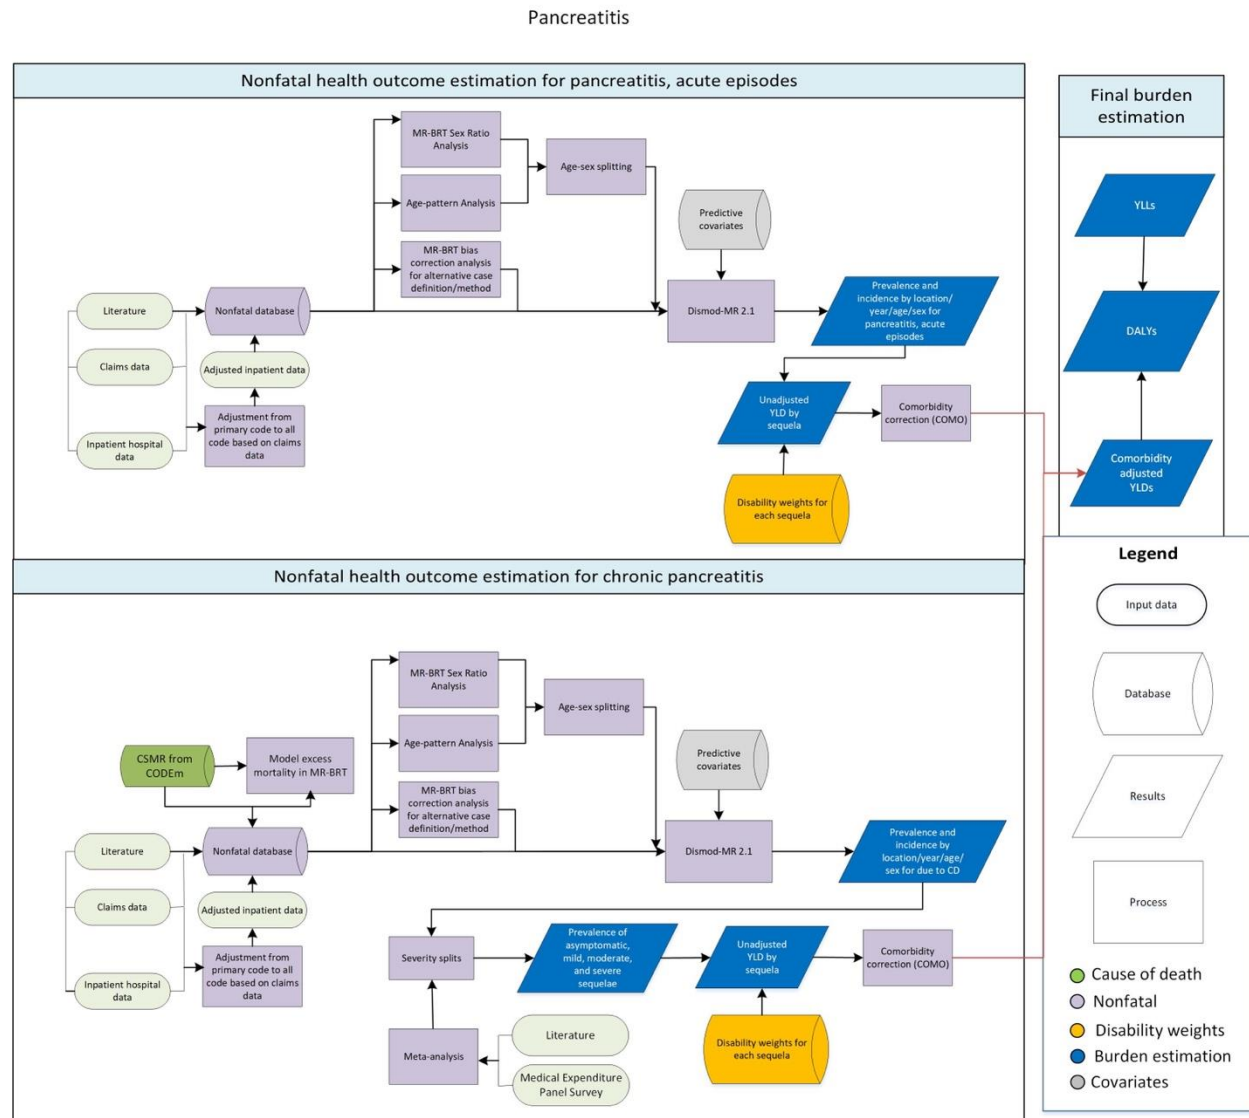 Pancreatitis
Nonfatal health outcome estimation for pancreatitis, acute episodes
MR-BRT Sex Ratio
Analysis
Age-sex splitting
Age-pattern Analysis
Predictive
covariates
MR-BRT bias
correction analysis
for alternative case
definition/method
Literature
Nonfatal database
Dismod-MR 2.1
Prevalence and
incidence by location/
year/age/sex for
pancreatitis, acute
episodes
Claims data
Adjusted inpatient data
Inpatient hospital
data
Adjustment from
primary code to all
code based on claims
data
Unadjusted
YLD by
sequela
Comorbidity
correction (COMO)
Disability weights for
each sequela
Final burden
estimation
YLLs
DALYs
Comorbidity
adjusted
YLDs
Nonfatal health outcome estimation for chronic pancreatitis
MR-BRT Sex Ratio
Analysis
Age-sex splitting
Age-pattern Analysis
CSMR from
CODEm
Model excess
mortality in MR-BRT
Predictive
covariates
MR-BRT bias
correction analysis
for alternative case
definition/method
Literature
Nonfatal database
Dismod-MR 2.1
Prevalence and
incidence by
location/year/age/
sex for due to CD
Claims data
Adjusted inpatient data
Inpatient hospital
data
Adjustment from
primary code to all
code based on claims
data
Severity splits
Prevalence of
asymptomatic,
mild, moderate,
and severe
sequelae
Unadjusted
YLD by
sequela
Comorbidity
correction (COMO)
Meta-analysis
Literature
Medical Expenditure
Panel Survey
Disability weights for
each sequela
Legend
Input data
Database
Results
Process
Cause of death
Nonfatal
Disability weights
Burden estimation
Covariates